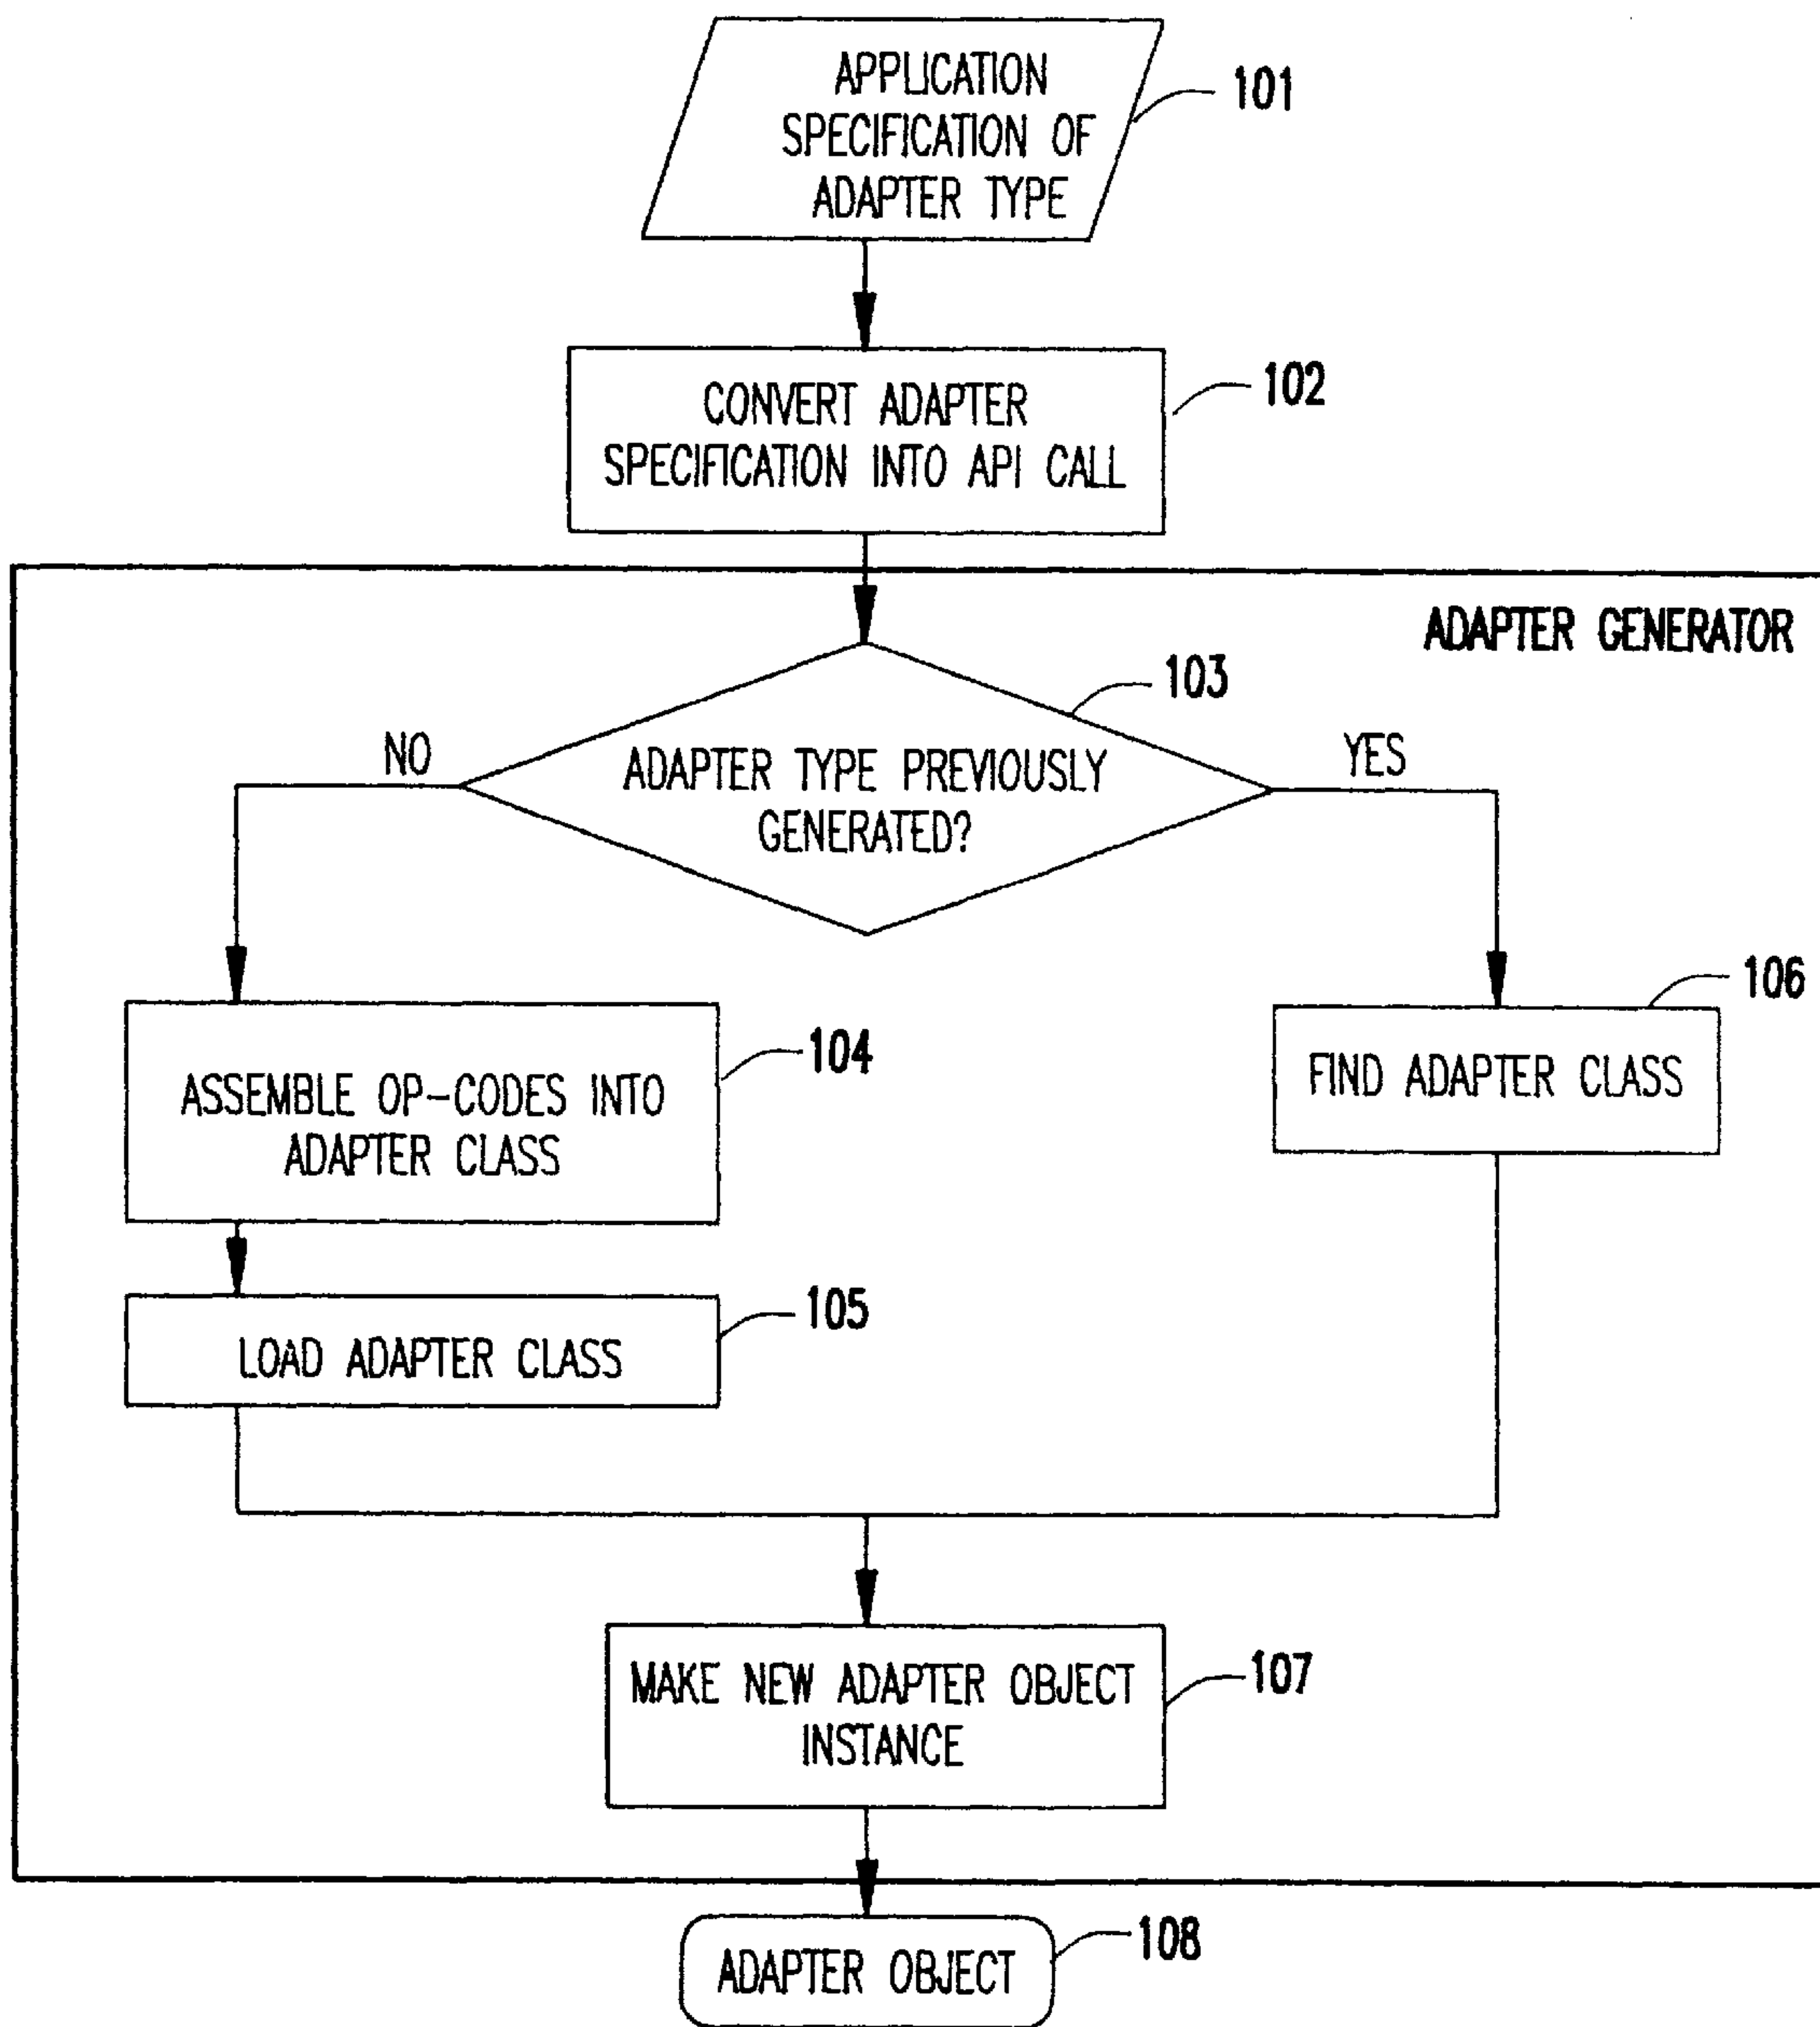 APPLICATION
SPECIFICATION OF
ADAPTER TYPE
101
CONVERT ADAPTER
SPECIFICATION INTO API CALL
102
ADAPTER GENERATOR
103
NO
ADAPTER TYPE PREVIOUSLY
GENERATED?
YES
104
ASSEMBLE OP-CODES INTO
ADAPTER CLASS
106
FIND ADAPTER CLASS
105
LOAD ADAPTER CLASS
MAKE NEW ADAPTER OBJECT
INSTANCE
107
ADAPTER OBJECT
108